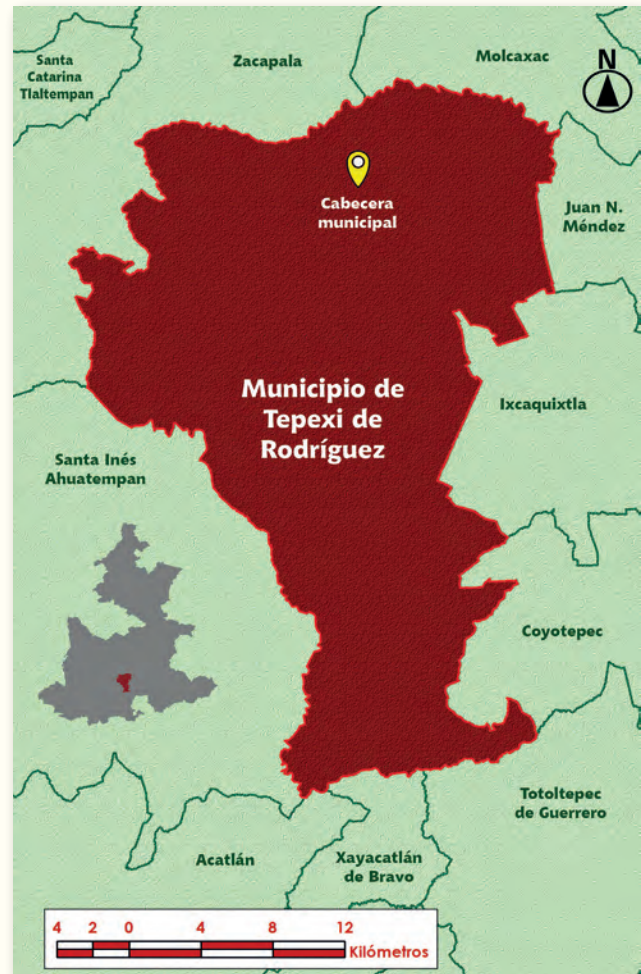 Santa
Catarina
Tlaltempan
Zacapala
Molcaxac
N
Cabecera
municipal
Juan N.
Méndez
Municipio de
Tepexi de
Rodríguez
Ixcaquixtla
Santa Inés
Ahuatempan
Coyotepec
Totoltepec
de Guerrero
Acatlán
Xayacatlán
de Bravo
4 2 0 4 8 12
Kilómetros